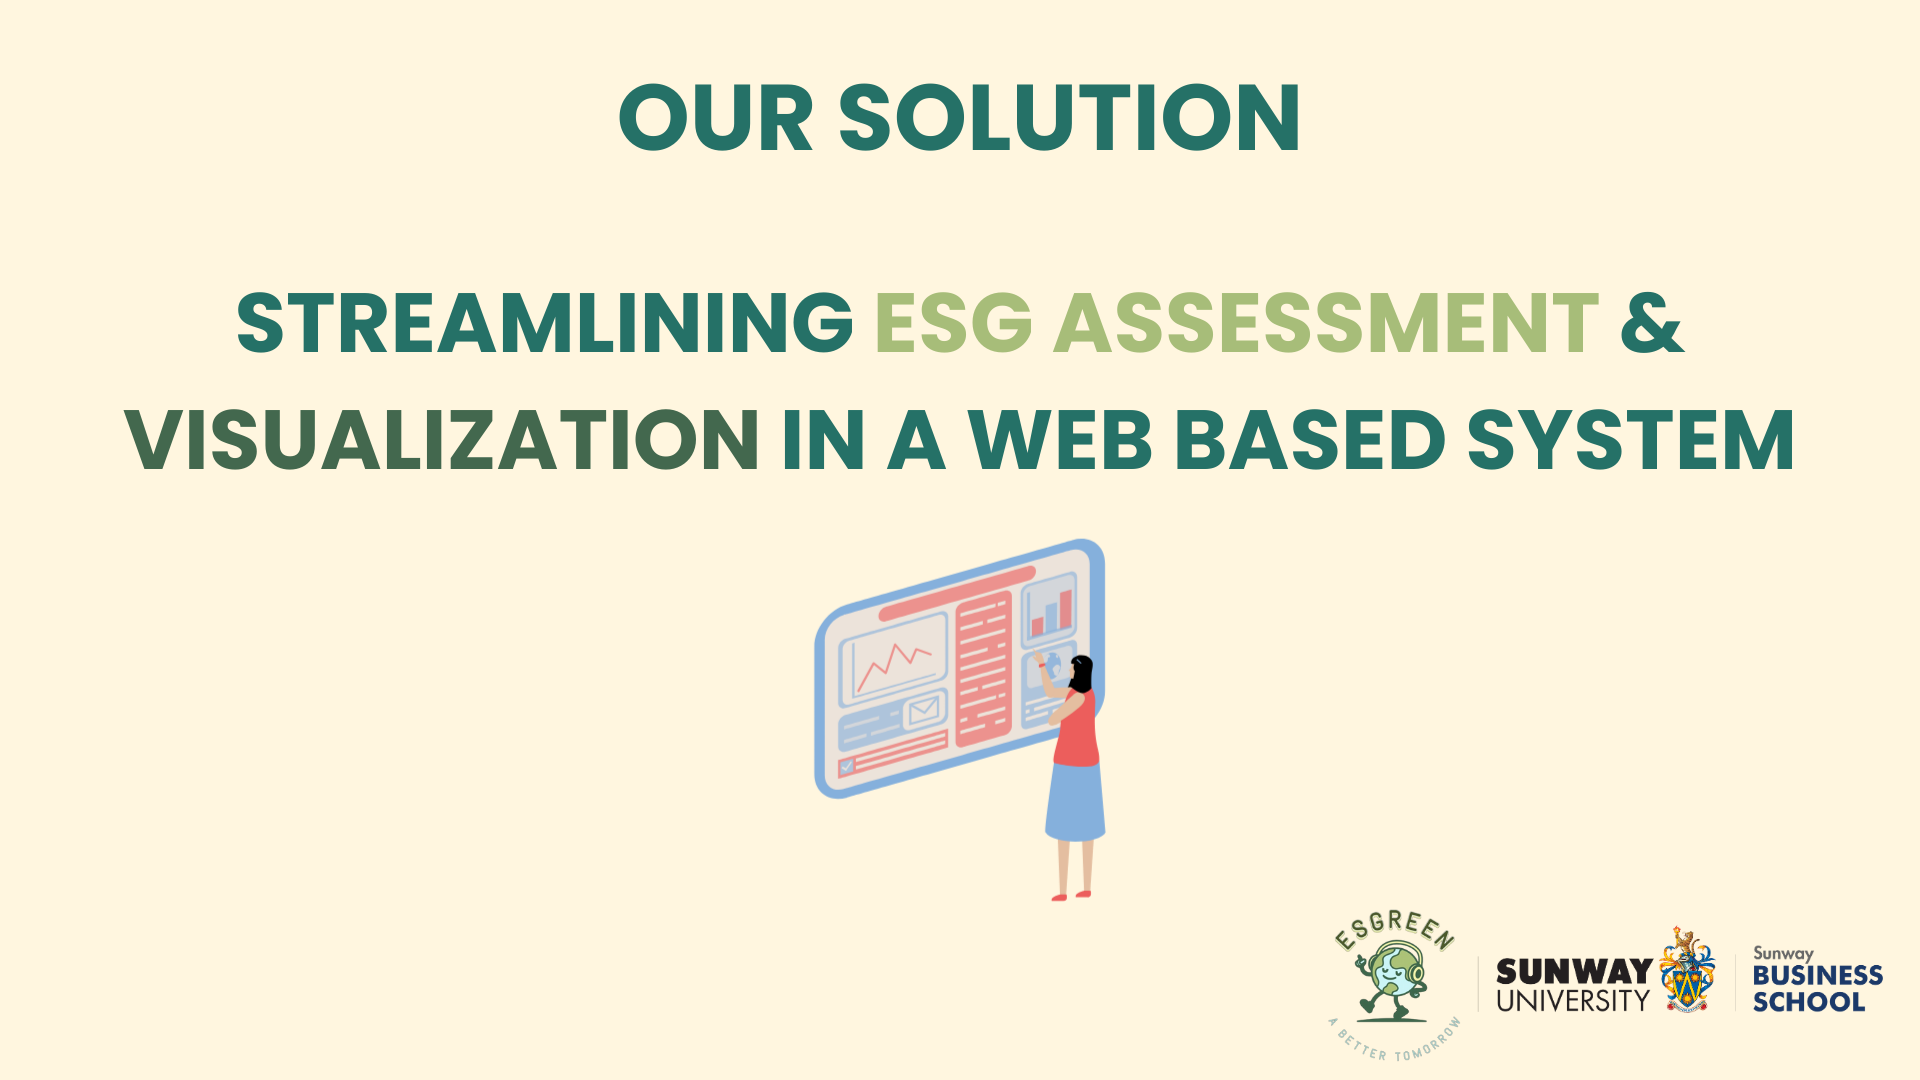 OUR SOLUTION
STREAMLINING ESG ASSESSMENT &
VISUALIZATION IN A WEB BASED SYSTEM
ESGREEN
A BETTER TOMORROW
SUNWAY
UNIVERSITY
Sunway
BUSINESS
SCHOOL